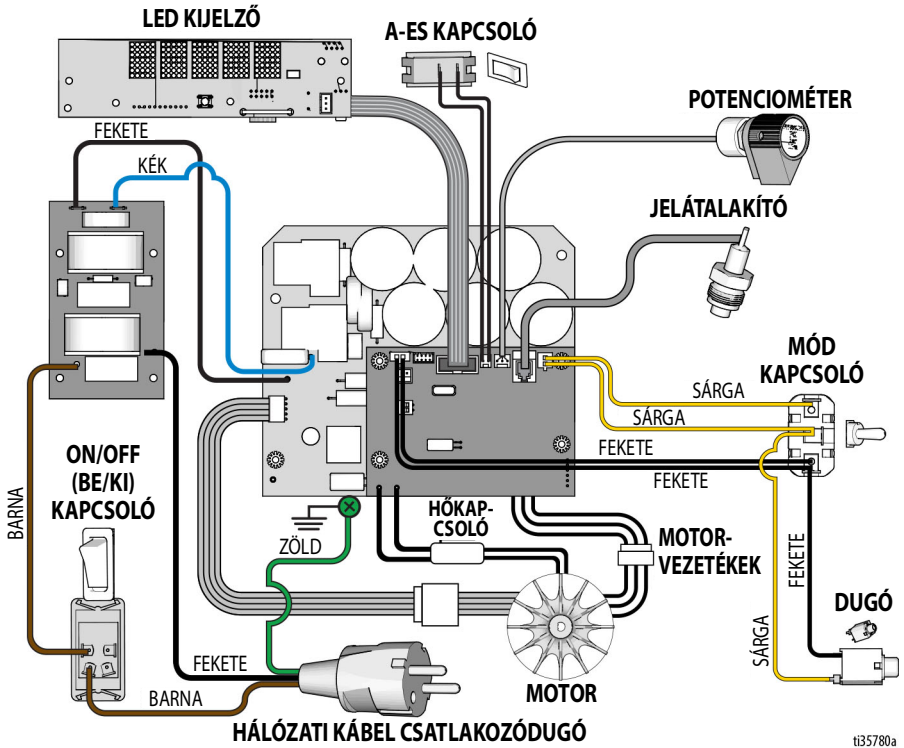 LED KIJELZŐ
A-ES KAPCSOLÓ
POTENCIOMÉTER
FEKETE
KÉK
JELÁTALAKÍTÓ
MÓD
KAPCSOLÓ
SÁRGA
SÁRGA
FEKETE
FEKETE
ON/OFF
(BE/KI)
KAPCSOLÓ
BARNA
HŐKAP-
CSOLÓ
ZÖLD
MOTOR-
VEZETÉKEK
FEKETE
DUGÓ
SÁRGA
FEKETE
BARNA
MOTOR
HÁLÓZATI KÁBEL CSATLAKOZÓDUGÓ
ti35780a